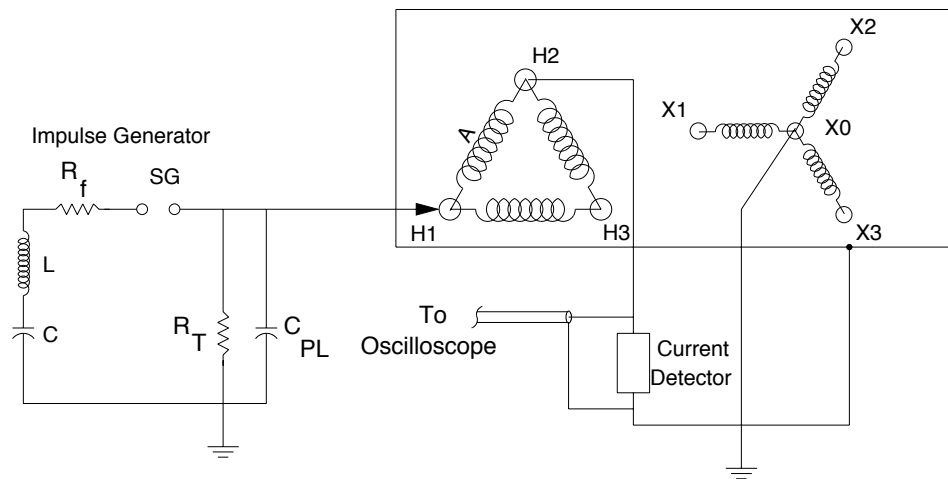 Impulse Generator
R
f
SG
L
C
R
T
C
PL
A
H1
H2
H3
X1
X2
X0
X3
To
Oscilloscope
Current
Detector